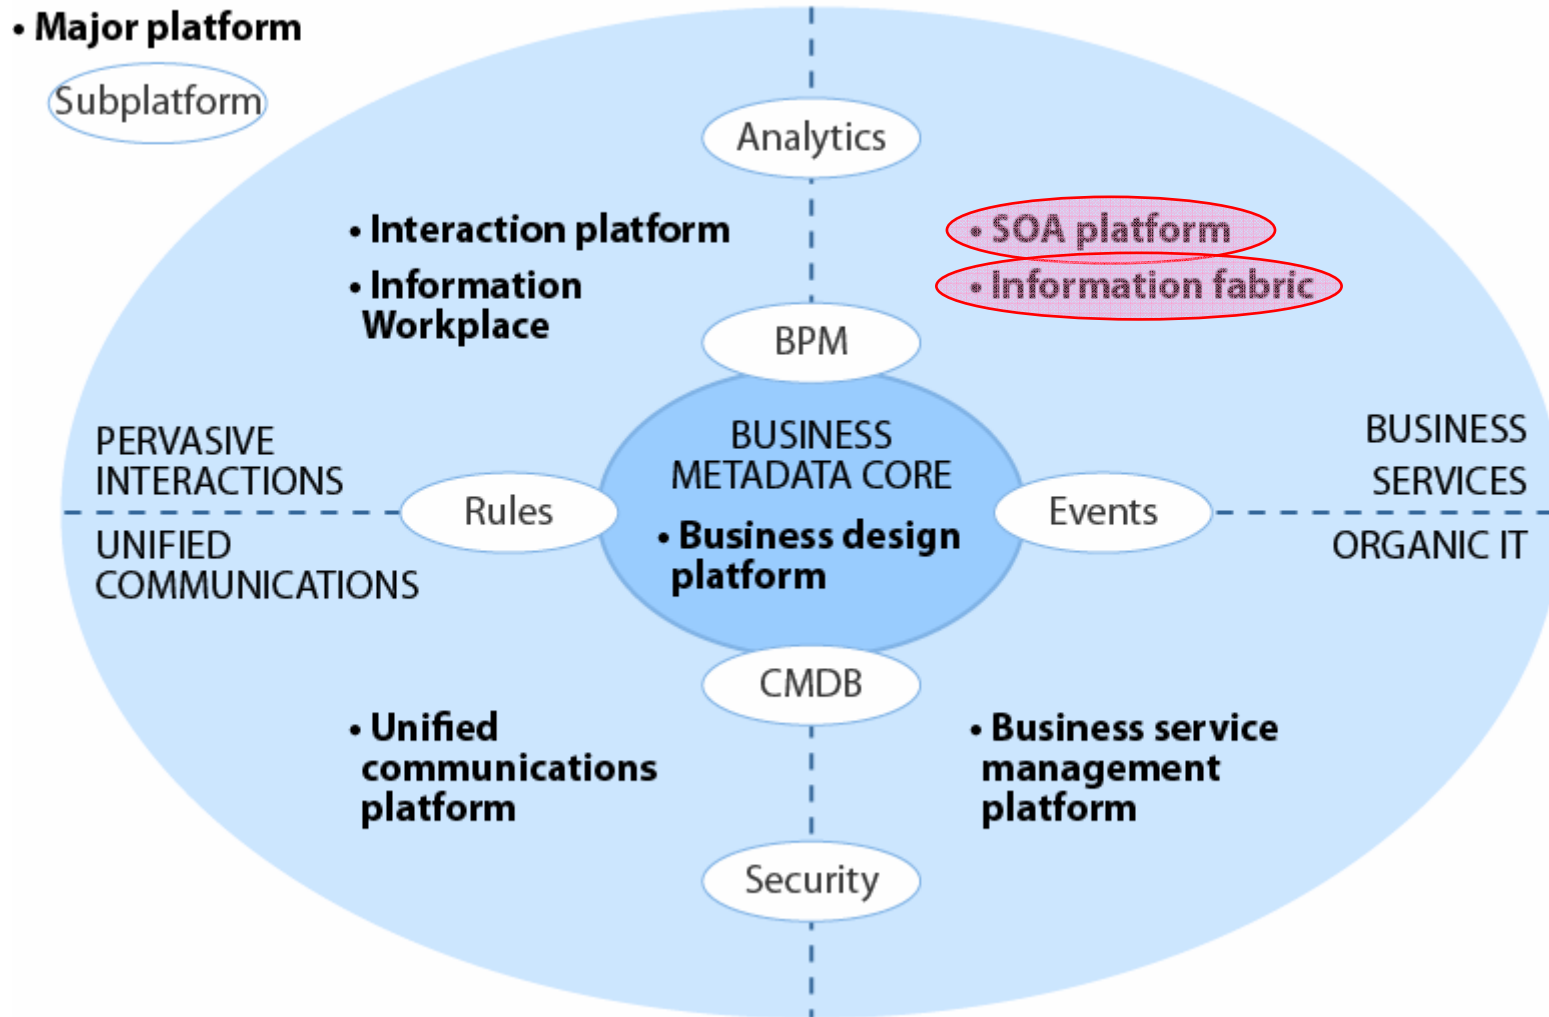 • Major platform
Subplatform
Analytics
• Interaction platform
• Information
Workplace
• SOA platform
• Information fabric
BPM
PERVASIVE
INTERACTIONS
BUSINESS
METADATA CORE
BUSINESS
SERVICES
Rules
Events
UNIFIED
COMMUNICATIONS
• Business design
platform
ORGANIC IT
CMDB
• Unified
communications
platform
• Business service
management
platform
Security